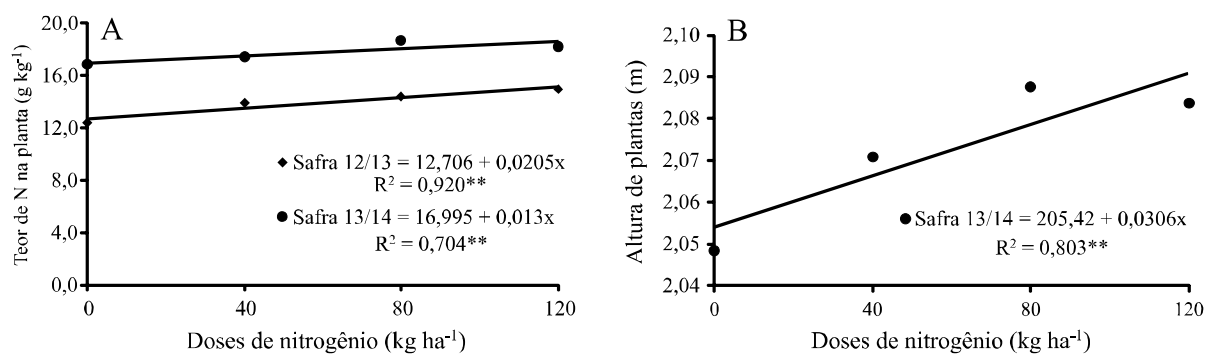 A
Teor de N na planta (g kg⁻¹)
20,0
16,0
12,0
8,0
4,0
0,0
Safra 12/13 = 12,706 + 0,0205x
R² = 0,920**
Safra 13/14 = 16,995 + 0,013x
R² = 0,704**
0 40 80 120
Doses de nitrogênio (kg ha⁻¹)
B
Altura de plantas (m)
2,10
2,09
2,08
2,07
2,06
2,05
2,04
Safra 13/14 = 205,42 + 0,0306x
R² = 0,803**
0 40 80 120
Doses de nitrogênio (kg ha⁻¹)